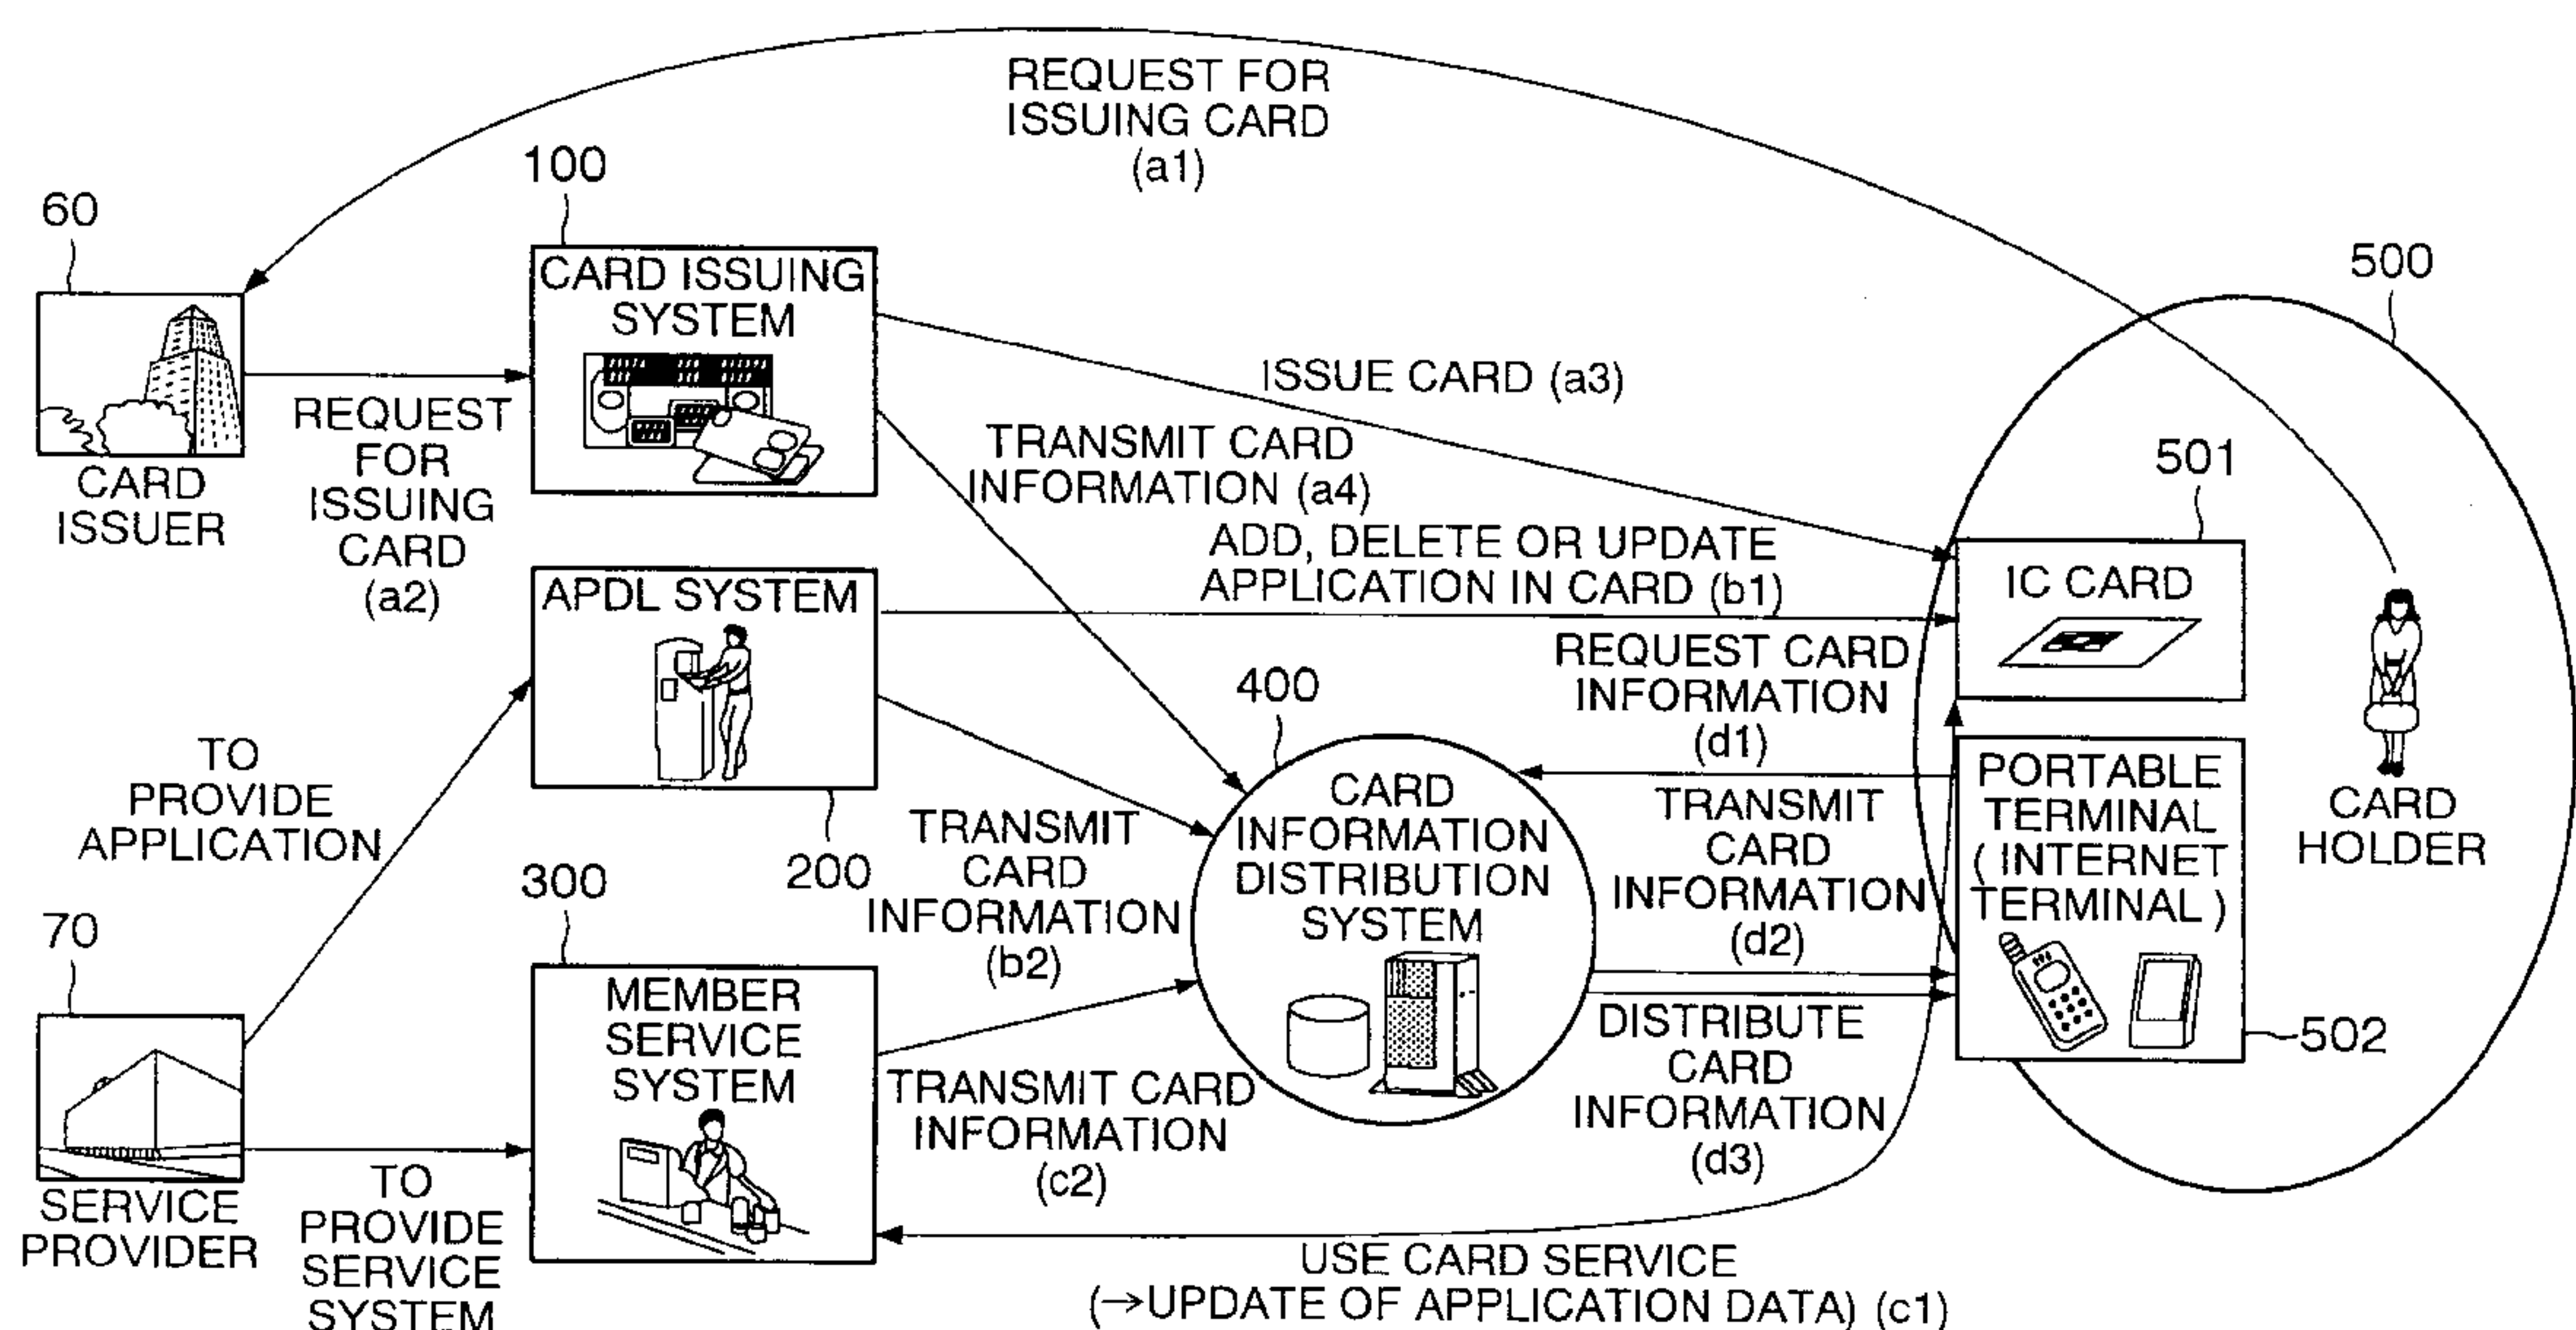 REQUEST FOR
ISSUING CARD
(a1)
100
60
CARD ISSUING
SYSTEM
500
CARD
ISSUER
REQUEST
FOR
ISSUING
CARD
(a2)
ISSUE CARD (a3)
TRANSMIT CARD
INFORMATION (a4)
501
IC CARD
ADD, DELETE OR UPDATE
APPLICATION IN CARD (b1)
APDL SYSTEM
200
REQUEST CARD
INFORMATION
(d1)
400
CARD
INFORMATION
DISTRIBUTION
SYSTEM
TO
PROVIDE
APPLICATION
TRANSMIT
CARD
INFORMATION
(b2)
TRANSMIT
CARD
INFORMATION
(d2)
PORTABLE
TERMINAL
( INTERNET
TERMINAL )
502
CARD
HOLDER
300
70
MEMBER
SERVICE
SYSTEM
TRANSMIT CARD
INFORMATION
(c2)
DISTRIBUTE
CARD
INFORMATION
(d3)
SERVICE
PROVIDER
TO
PROVIDE
SERVICE
SYSTEM
USE CARD SERVICE
(→UPDATE OF APPLICATION DATA) (c1)